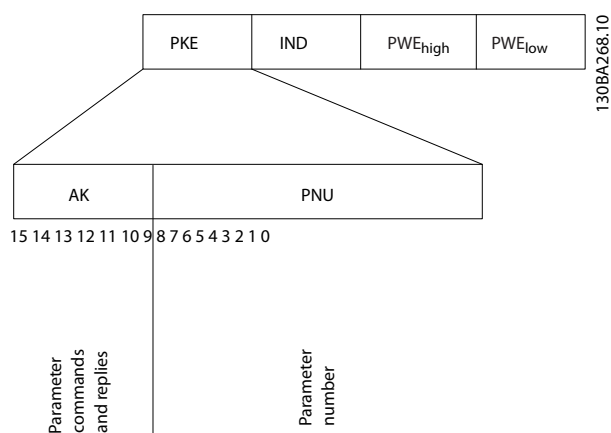 PKE IND PWEhigh PWElow
130BA268.10
AK PNU
15 14 13 12 11 10 9 8 7 6 5 4 3 2 1 0
Parameter
commands
and replies
Parameter
number